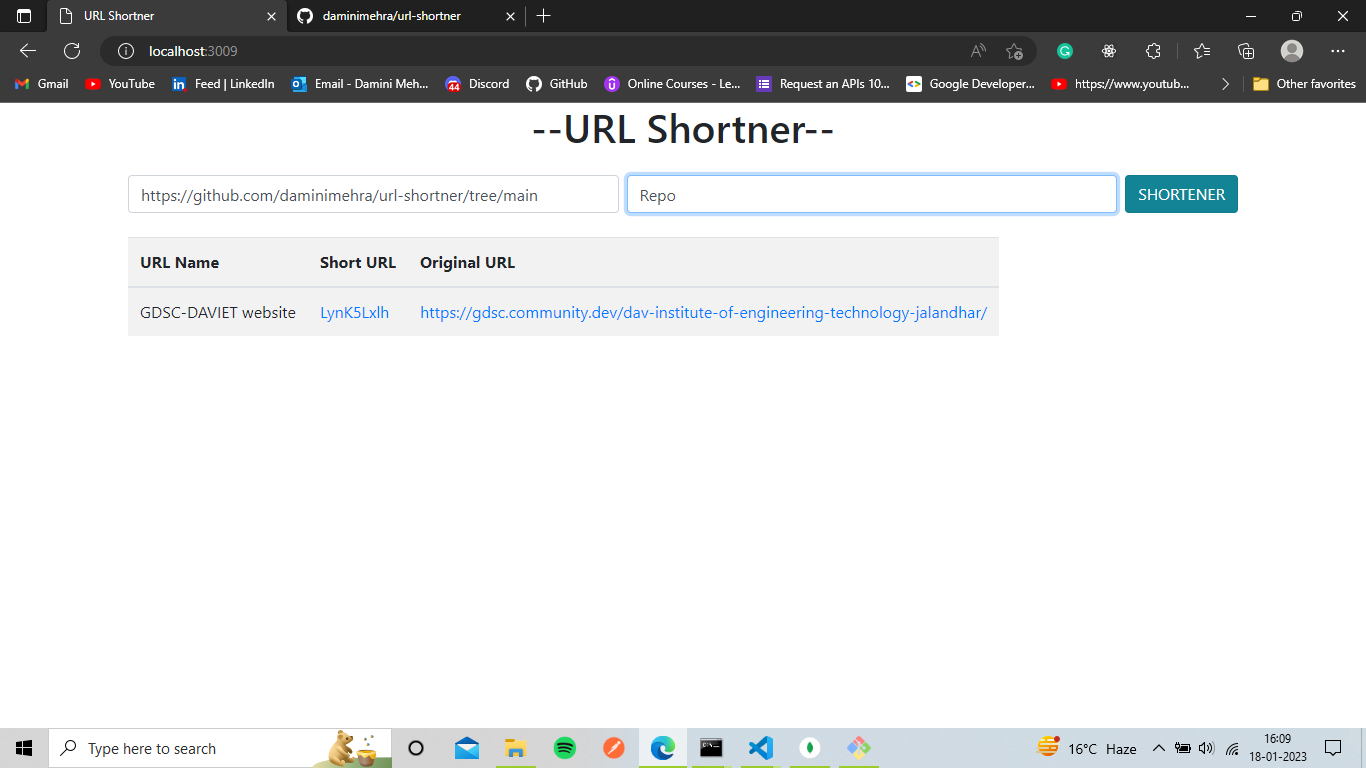 URL Shortner
daminimehra/url-shortner
localhost:3009
Gmail
YouTube
Feed | LinkedIn
Email - Damini Meh...
44
Discord
GitHub
Online Courses - Le...
Request an APIs 10...
Google Developer...
https://www.youtub...
Other favorites
--URL Shortner--
https://github.com/daminimehra/url-shortner/tree/main
Repo
SHORTENER
URL Name Short URL Original URL
GDSC-DAVIET website LynK5Lxlh https://gdsc.community.dev/dav-institute-of-engineering-technology-jalandhar/
Type here to search
16°C Haze
16:09
18-01-2023